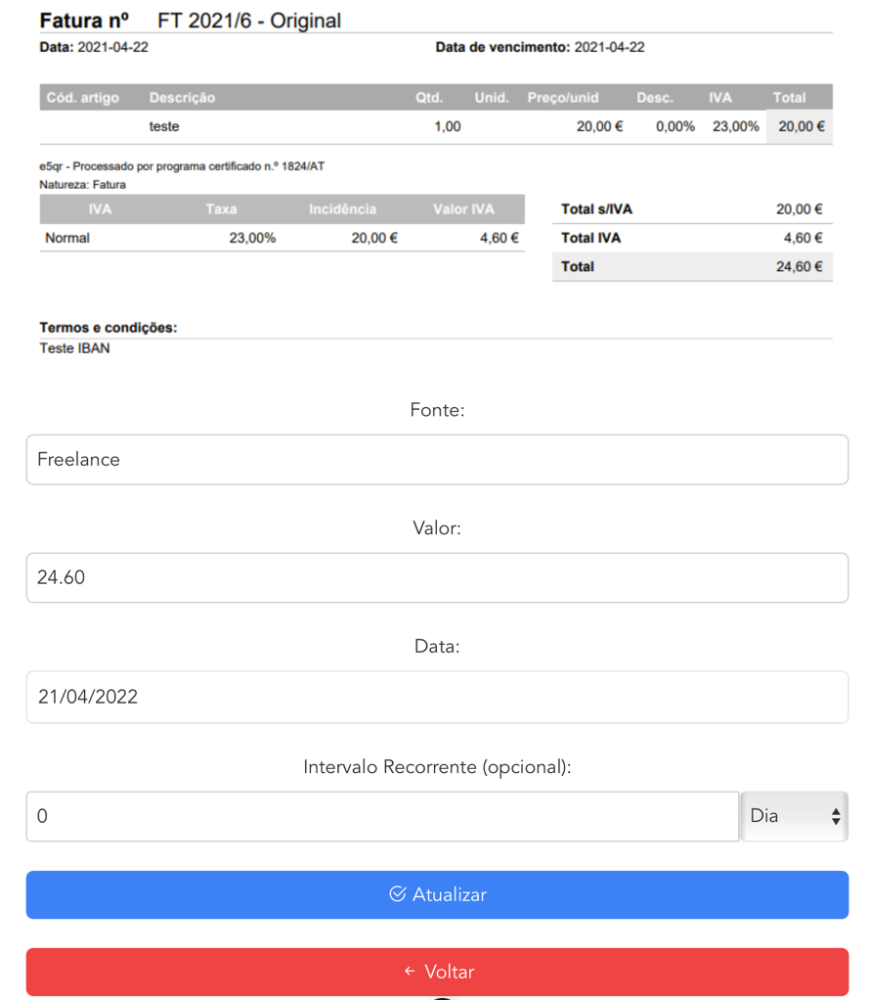 Fatura nº FT 2021/6 - Original
Data: 2021-04-22 Data de vencimento: 2021-04-22
Cód. artigo Descrição Qtd. Unid. Preço/unid Desc. IVA Total
teste 1,00 20,00 € 0,00% 23,00% 20,00 €
e5qr - Processado por programa certificado n.º 1824/AT
Natureza: Fatura
IVA Taxa Incidência Valor IVA
Normal 23,00% 20,00 € 4,60 €
Total s/IVA 20,00 €
Total IVA 4,60 €
Total 24,60 €
Termos e condições:
Teste IBAN
Fonte:
Freelance
Valor:
24.60
Data:
21/04/2022
Intervalo Recorrente (opcional):
0 Dia
Atualizar
Voltar